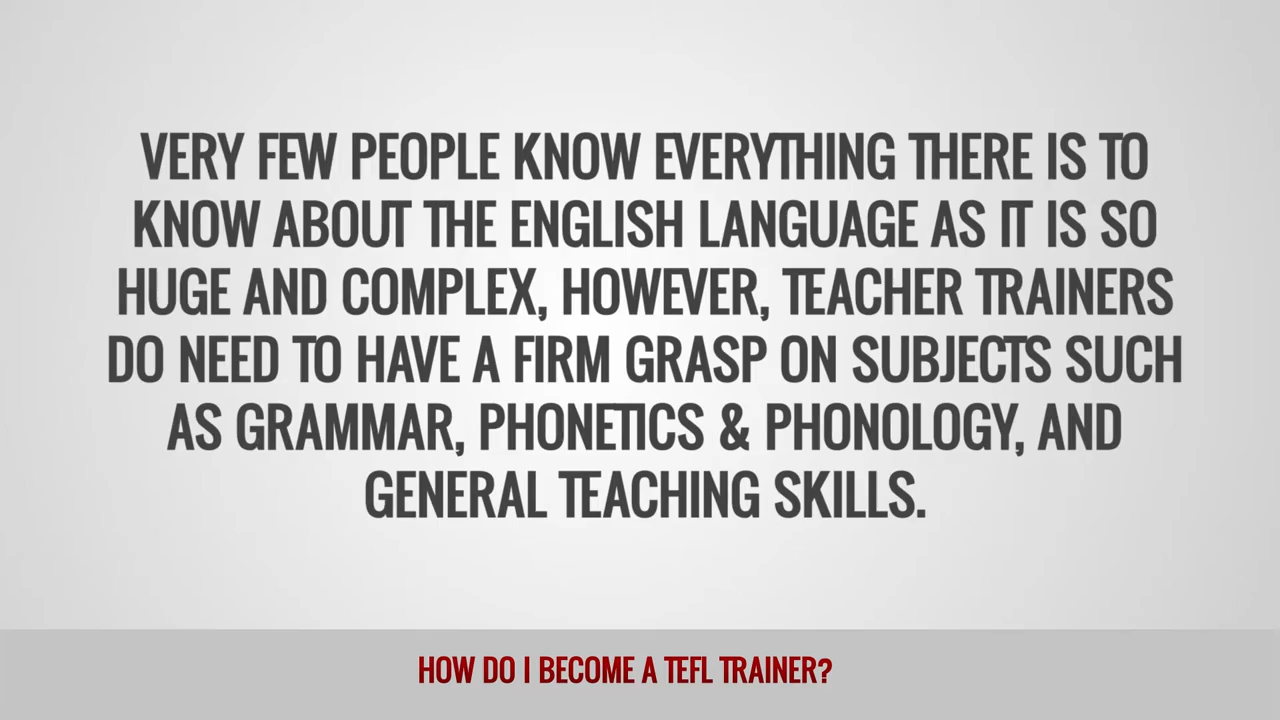 VERY FEW PEOPLE KNOW EVERYTHING THERE IS TO
KNOW ABOUT THE ENGLISH LANGUAGE AS IT IS SO
HUGE AND COMPLEX, HOWEVER, TEACHER TRAINERS
DO NEED TO HAVE A FIRM GRASP ON SUBJECTS SUCH
AS GRAMMAR, PHONETICS & PHONOLOGY, AND
GENERAL TEACHING SKILLS.
HOW DO I BECOME A TEFL TRAINER?